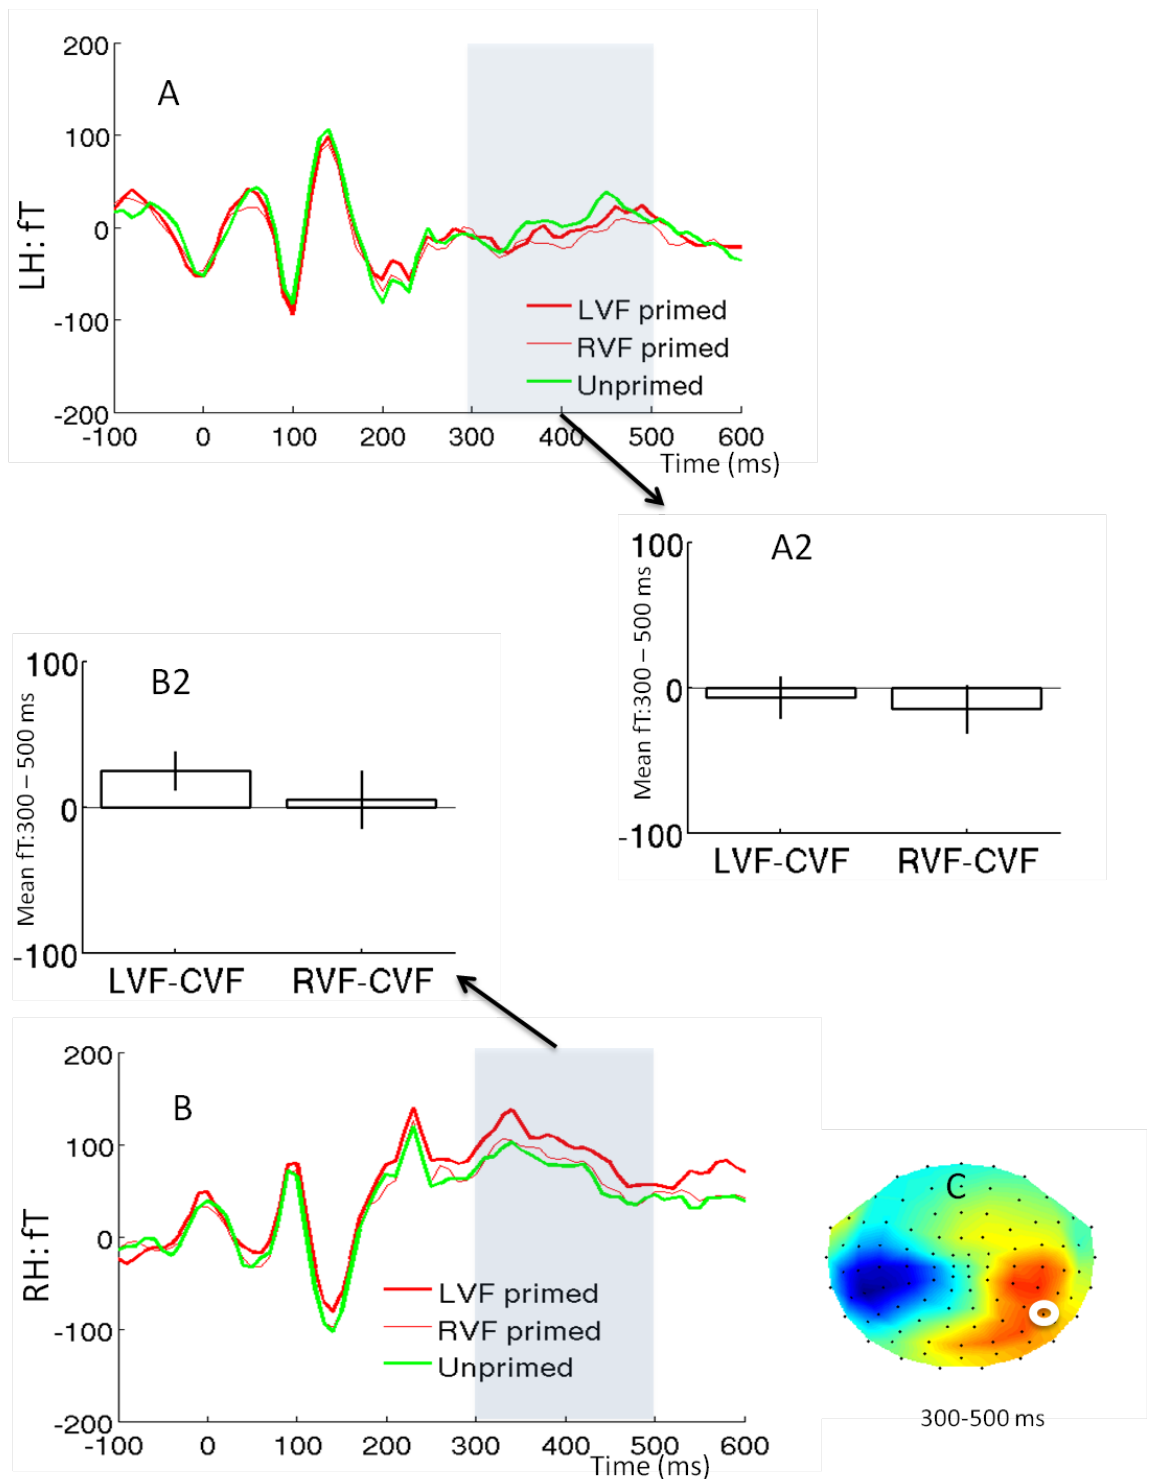 200
A
100
LH: fT
0
-100
LVF primed
RVF primed
Unprimed
-200
-100 0 100 200 300 400 500 600
Time (ms)
100
A2
Mean fT:300 – 500 ms
0
-100
LVF-CVF RVF-CVF
100
B2
Mean fT:300 – 500 ms
0
-100
LVF-CVF RVF-CVF
200
B
100
RH: fT
0
-100
LVF primed
RVF primed
Unprimed
-200
-100 0 100 200 300 400 500 600
Time (ms)
C
300-500 ms